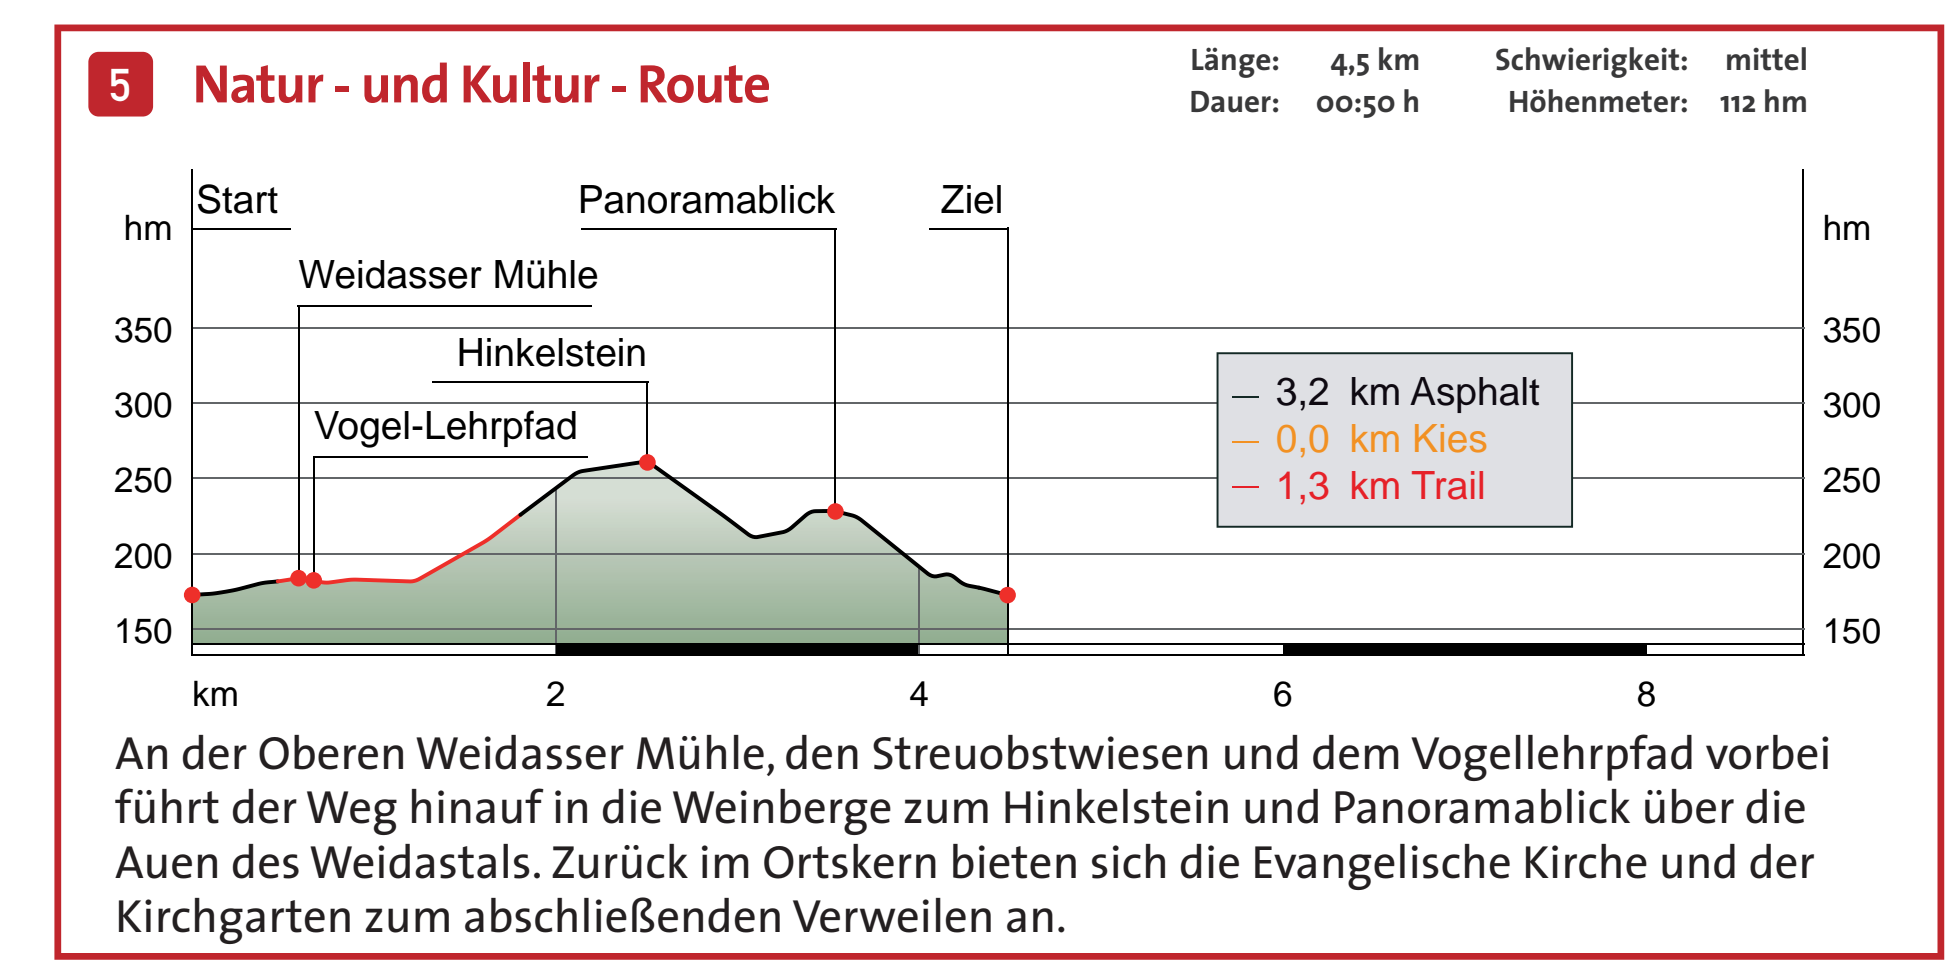 5 Natur - und Kultur - Route
Länge: 4,5 km Schwierigkeit: mittel
Dauer: 00:50 h Höhenmeter: 112 hm
Start Panoramablick Ziel
hm hm
Weidasser Mühle
350 350
Hinkelstein
3,2 km Asphalt
300 300
Vogel-Lehrpfad
0,0 km Kies
250 250
1,3 km Trail
200 200
150 150
km 2 4 6 8
An der Oberen Weidasser Mühle, den Streuobstwiesen und dem Vogellehrpfad vorbei
führt der Weg hinauf in die Weinberge zum Hinkelstein und Panoramablick über die
Auen des Weidastals. Zurück im Ortskern bieten sich die Evangelische Kirche und der
Kirchgarten zum abschließenden Verweilen an.